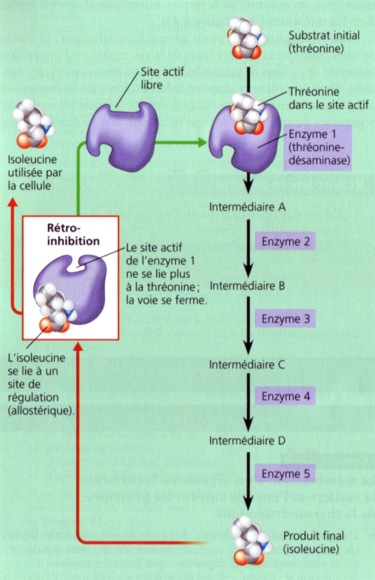 Substrat initial
(thréonine)
Site actif
libre
Thréonine
dans le site actif
Enzyme 1
(thréonine-
désaminase)
Isoleucine
utilisée par
la cellule
Intermédiaire A
Rétro-
inhibition
Enzyme 2
Le site actif
de l'enzyme 1
ne se lie plus
à la thréonine;
la voie se ferme.
Intermédiaire B
Enzyme 3
L'isoleucine
se lie à un
site de
régulation
(allostérique).
Intermédiaire C
Enzyme 4
Intermédiaire D
Enzyme 5
Produit final
(isoleucine)